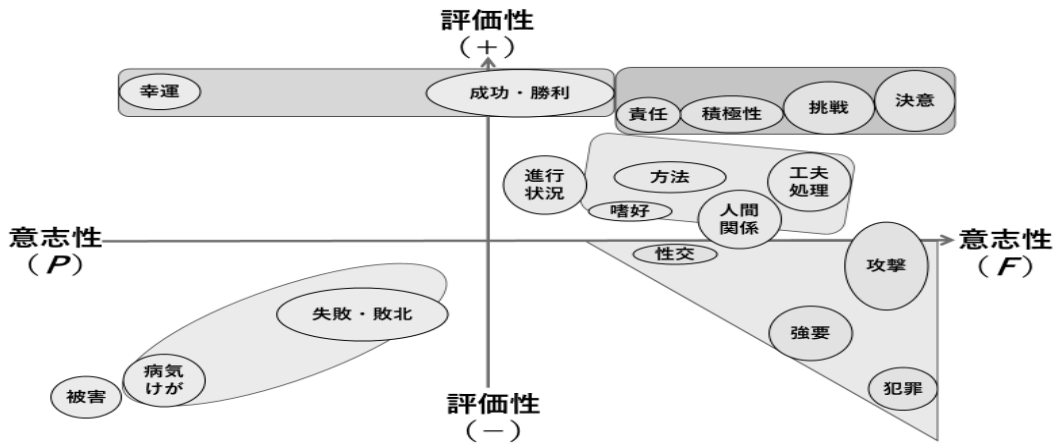 評価性
（＋）
幸運
成功・勝利
責任
積極性
挑戦
決意
進行
状況
方法
嗜好
人間
関係
工夫
処理
意志性
（P）
意志性
（F）
性交
攻撃
失敗・敗北
強要
病気
けが
被害
犯罪
評価性
（－）